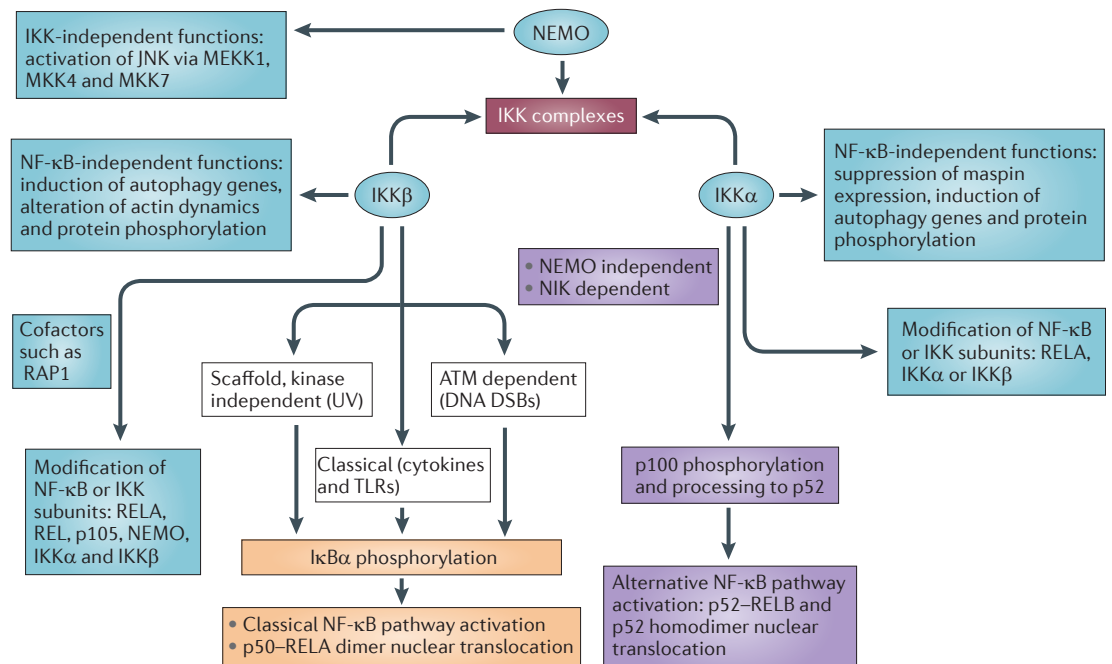 NEMO
IKK-independent functions:
activation of JNK via MEKK1,
MKK4 and MKK7
IKK complexes
NF-κB-independent functions:
induction of autophagy genes,
alteration of actin dynamics
and protein phosphorylation
IKKβ
IKKα
NF-κB-independent functions:
suppression of maspin
expression, induction of
autophagy genes and protein
phosphorylation
• NEMO independent
• NIK dependent
Cofactors
such as
RAP1
Scaffold, kinase
independent (UV)
ATM dependent
(DNA DSBs)
Modification of NF-κB
or IKK subunits: RELA,
IKKα or IKKβ
Classical (cytokines
and TLRs)
Modification of
NF-κB or IKK
subunits: RELA,
REL, p105, NEMO,
IKKα and IKKβ
p100 phosphorylation
and processing to p52
IκBα phosphorylation
• Classical NF-κB pathway activation
• p50–RELA dimer nuclear translocation
Alternative NF-κB pathway
activation: p52–RELB and
p52 homodimer nuclear
translocation